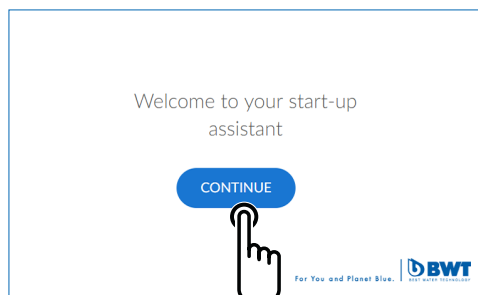 Welcome to your start-up
assistant
CONTINUE
For You and Planet Blue.
BWT
BEST WATER TECHNOLOGY